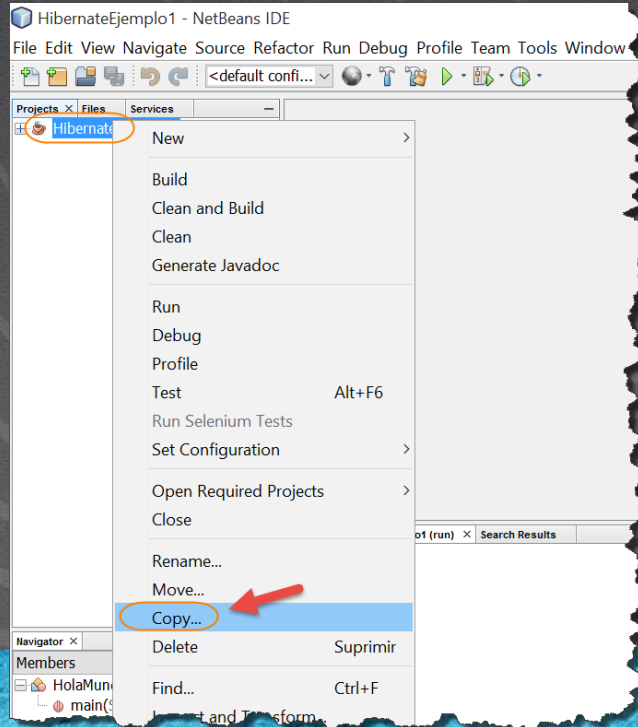 HibernateEjemplo1 - NetBeans IDE
File Edit View Navigate Source Refactor Run Debug Profile Team Tools Window
<default confi...
Projects Files Services
Hibernate
New
Build
Clean and Build
Clean
Generate Javadoc
Run
Debug
Profile
Test Alt+F6
Run Selenium Tests
Set Configuration
Open Required Projects
Close
o1 (run) Search Results
Rename...
Move...
Copy...
Navigator
Delete Suprimir
Members
HolaMun
Find... Ctrl+F
main(
and Transform...